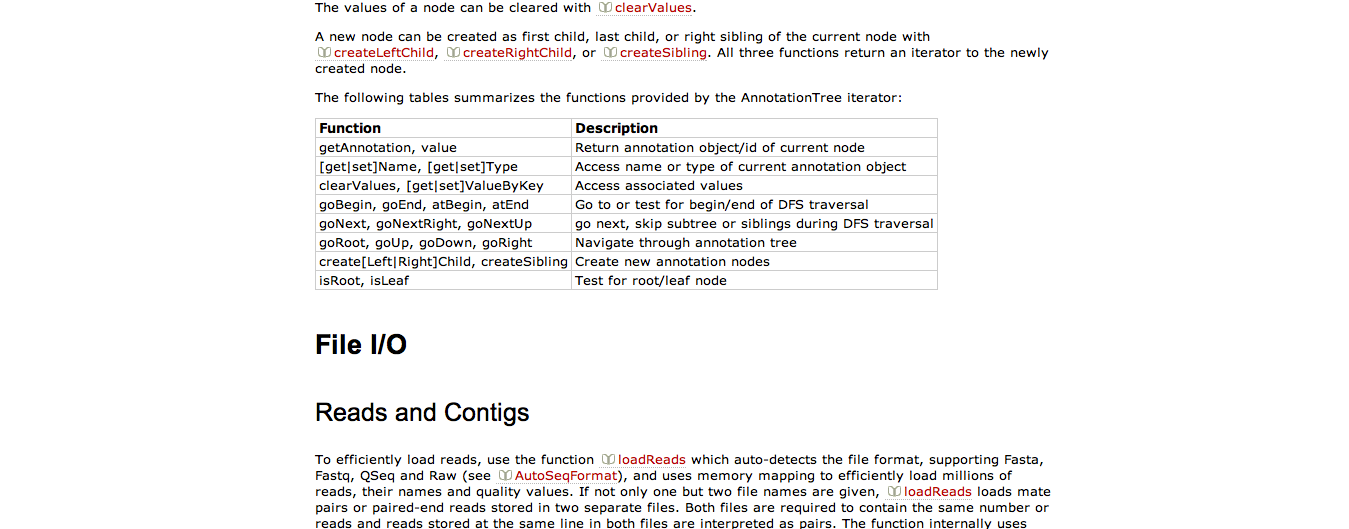 The values of a node can be cleared with clearValues.
A new node can be created as first child, last child, or right sibling of the current node with
createLeftChild, createRightChild, or createSibling. All three functions return an iterator to the newly
created node.
The following tables summarizes the functions provided by the AnnotationTree iterator:
Function Description
getAnnotation, value Return annotation object/id of current node
[get|set]Name, [get|set]Type Access name or type of current annotation object
clearValues, [get|set]ValueByKey Access associated values
goBegin, goEnd, atBegin, atEnd Go to or test for begin/end of DFS traversal
goNext, goNextRight, goNextUp go next, skip subtree or siblings during DFS traversal
goRoot, goUp, goDown, goRight Navigate through annotation tree
create[Left|Right]Child, createSibling Create new annotation nodes
isRoot, isLeaf Test for root/leaf node
File I/O
Reads and Contigs
To efficiently load reads, use the function loadReads which auto-detects the file format, supporting Fasta,
Fastq, QSeq and Raw (see AutoSeqFormat), and uses memory mapping to efficiently load millions of
reads, their names and quality values. If not only one but two file names are given, loadReads loads mate
pairs or paired-end reads stored in two separate files. Both files are required to contain the same number or
reads and reads stored at the same line in both files are interpreted as pairs. The function internally uses